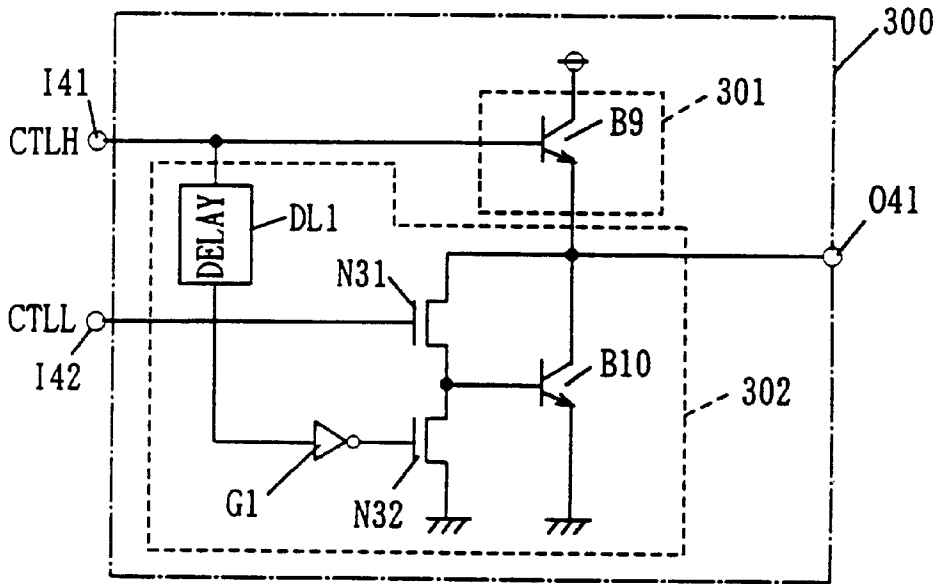 300
I41
301
CTLH
B9
DELAY
DL1
O41
N31
CTLL
I42
B10
302
G1
N32